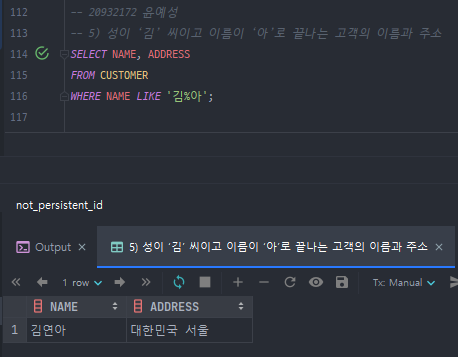 112 -- 20932172 윤예성
113 -- 5) 성이 ‘김’ 씨이고 이름이 ‘아’로 끝나는 고객의 이름과 주소
114 SELECT NAME, ADDRESS
115 FROM CUSTOMER
116 WHERE NAME LIKE '김%아';
117
not_persistent_id
Output × 5) 성이 ‘김’ 씨이고 이름이 ‘아’로 끝나는 고객의 이름과 주소 ×
1 row Tx: Manual
NAME ADDRESS
1 김연아 대한민국 서울